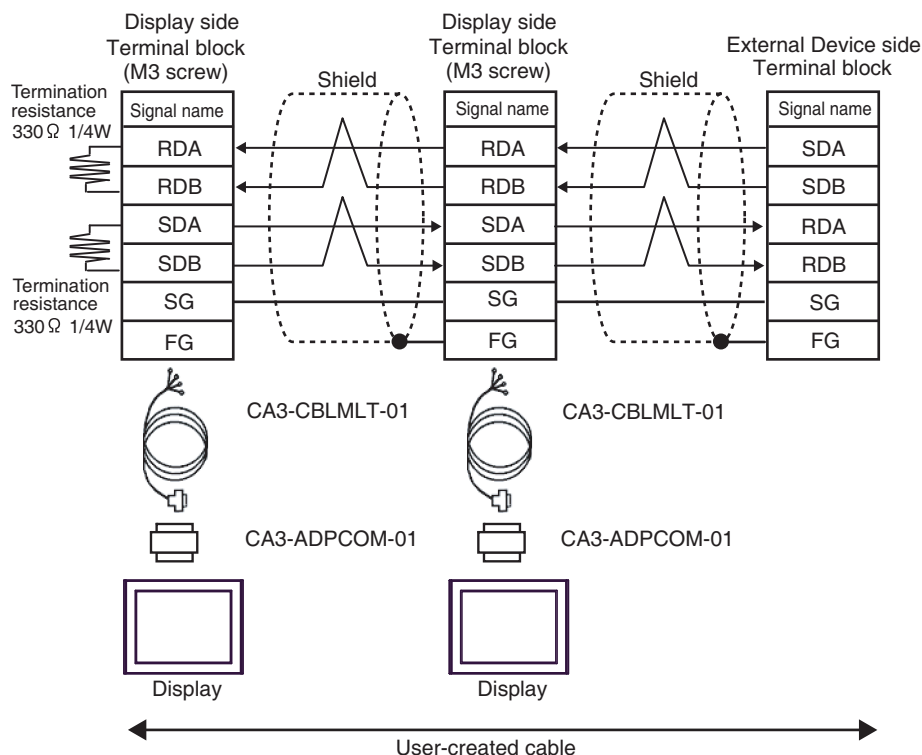 Display side
Terminal block
(M3 screw)
Display side
Terminal block
(M3 screw)
External Device side
Terminal block
Termination
resistance
330Ω 1/4W
Shield
Shield
Signal name
Signal name
Signal name
RDA
RDA
SDA
RDB
RDB
SDB
SDA
SDA
RDA
SDB
SDB
RDB
Termination
resistance
330Ω 1/4W
SG
SG
SG
FG
FG
FG
CA3-CBLMLT-01
CA3-CBLMLT-01
CA3-ADPCOM-01
CA3-ADPCOM-01
Display
Display
User-created cable